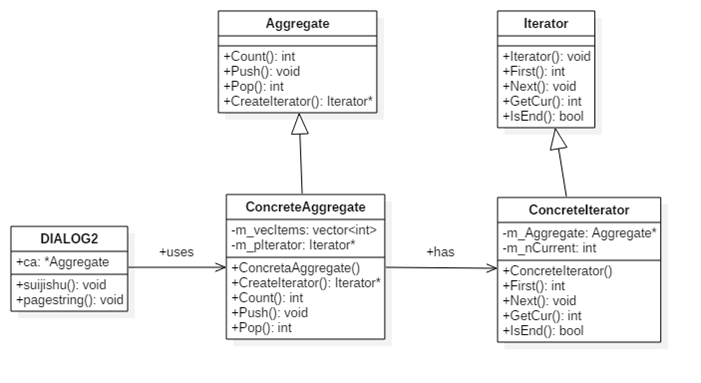 Aggregate
+Count(): int
+Push(): void
+Pop(): int
+CreateIterator(): Iterator*
Iterator
+Iterator(): void
+First(): int
+Next(): void
+GetCur(): int
+IsEnd(): bool
DIALOG2
+ca: *Aggregate
+suijishu(): void
+pagestring(): void
+uses
ConcreteAggregate
-m_vecItems: vector<int>
-m_pIterator: Iterator*
+ConcretaAggregate()
+CreateIterator(): Iterator*
+Count(): int
+Push(): void
+Pop(): int
+has
ConcreteIterator
-m_Aggregate: Aggregate*
-m_nCurrent: int
+ConcreteIterator()
+First(): int
+Next(): void
+GetCur(): int
+IsEnd(): bool